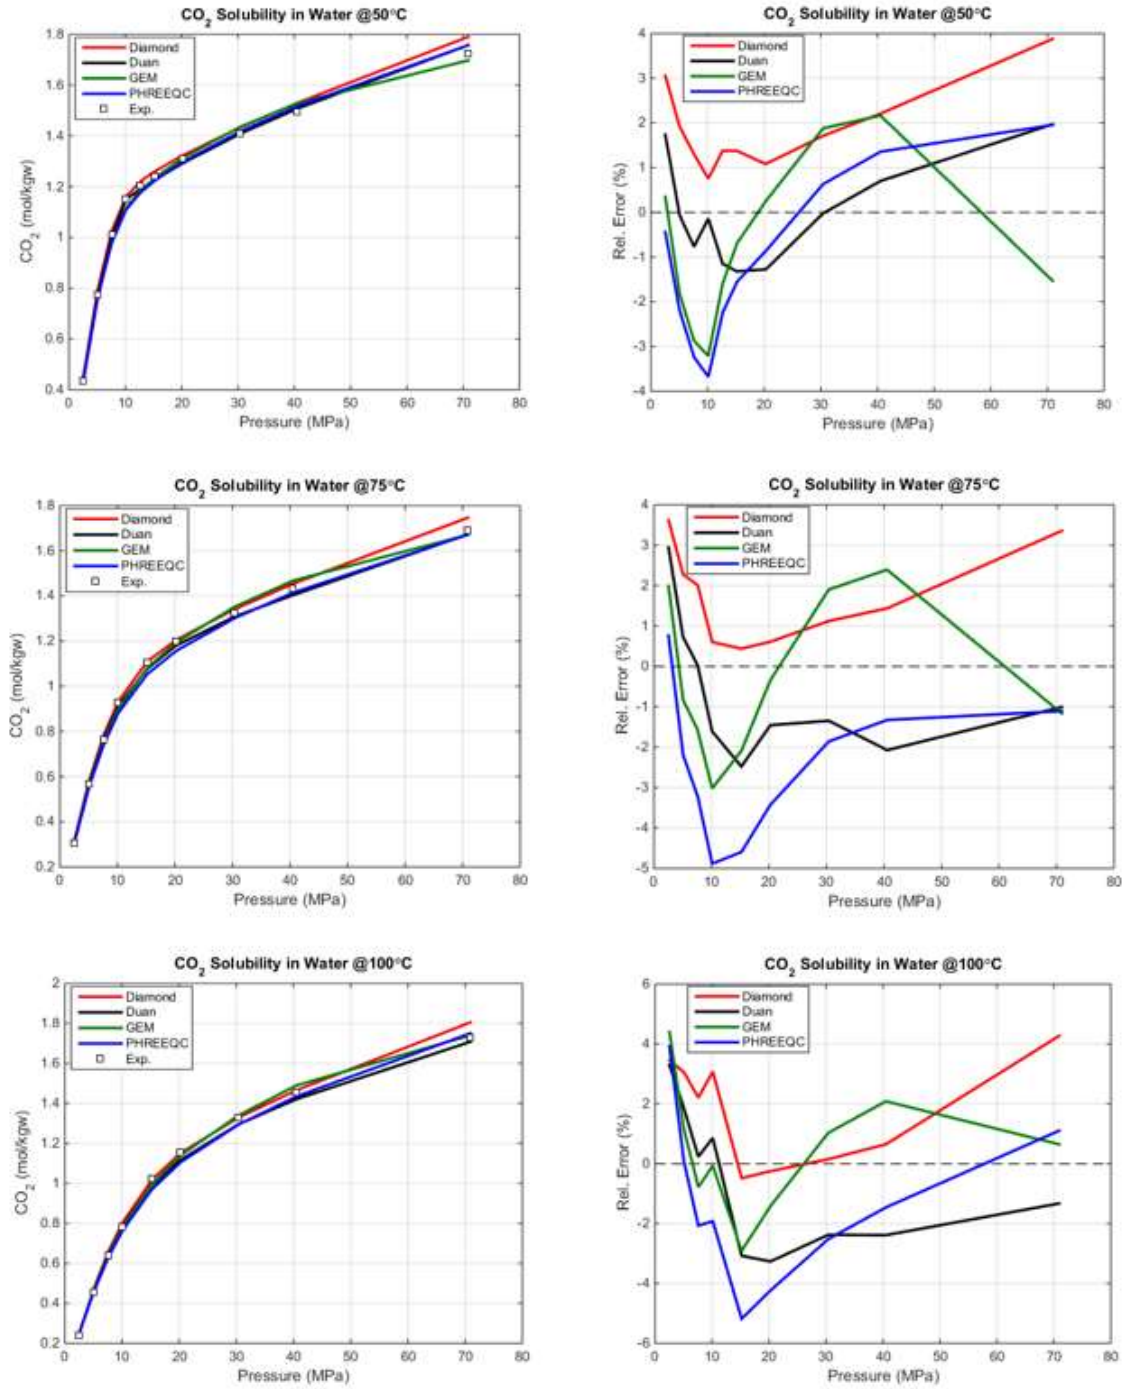 CO2 Solubility in Water @50°C
1.8
1.6
1.4
1.2
1
0.8
0.6
0.4
CO2 (mol/kgw)
Diamond
Duan
GEM
PHREEQC
Exp.
0 10 20 30 40 50 60 70 80
Pressure (MPa)
CO2 Solubility in Water @50°C
4
3
2
1
0
-1
-2
-3
-4
Rel. Error (%)
Diamond
Duan
GEM
PHREEQC
0 10 20 30 40 50 60 70 80
Pressure (MPa)
CO2 Solubility in Water @75°C
1.8
1.6
1.4
1.2
1
0.8
0.6
0.4
0.2
CO2 (mol/kgw)
Diamond
Duan
GEM
PHREEQC
Exp.
0 10 20 30 40 50 60 70 80
Pressure (MPa)
CO2 Solubility in Water @75°C
4
3
2
1
0
-1
-2
-3
-4
-5
Rel. Error (%)
Diamond
Duan
GEM
PHREEQC
0 10 20 30 40 50 60 70 80
Pressure (MPa)
CO2 Solubility in Water @100°C
2
1.8
1.6
1.4
1.2
1
0.8
0.6
0.4
0.2
CO2 (mol/kgw)
Diamond
Duan
GEM
PHREEQC
Exp.
0 10 20 30 40 50 60 70 80
Pressure (MPa)
CO2 Solubility in Water @100°C
6
4
2
0
-2
-4
-6
Rel. Error (%)
Diamond
Duan
GEM
PHREEQC
0 10 20 30 40 50 60 70 80
Pressure (MPa)